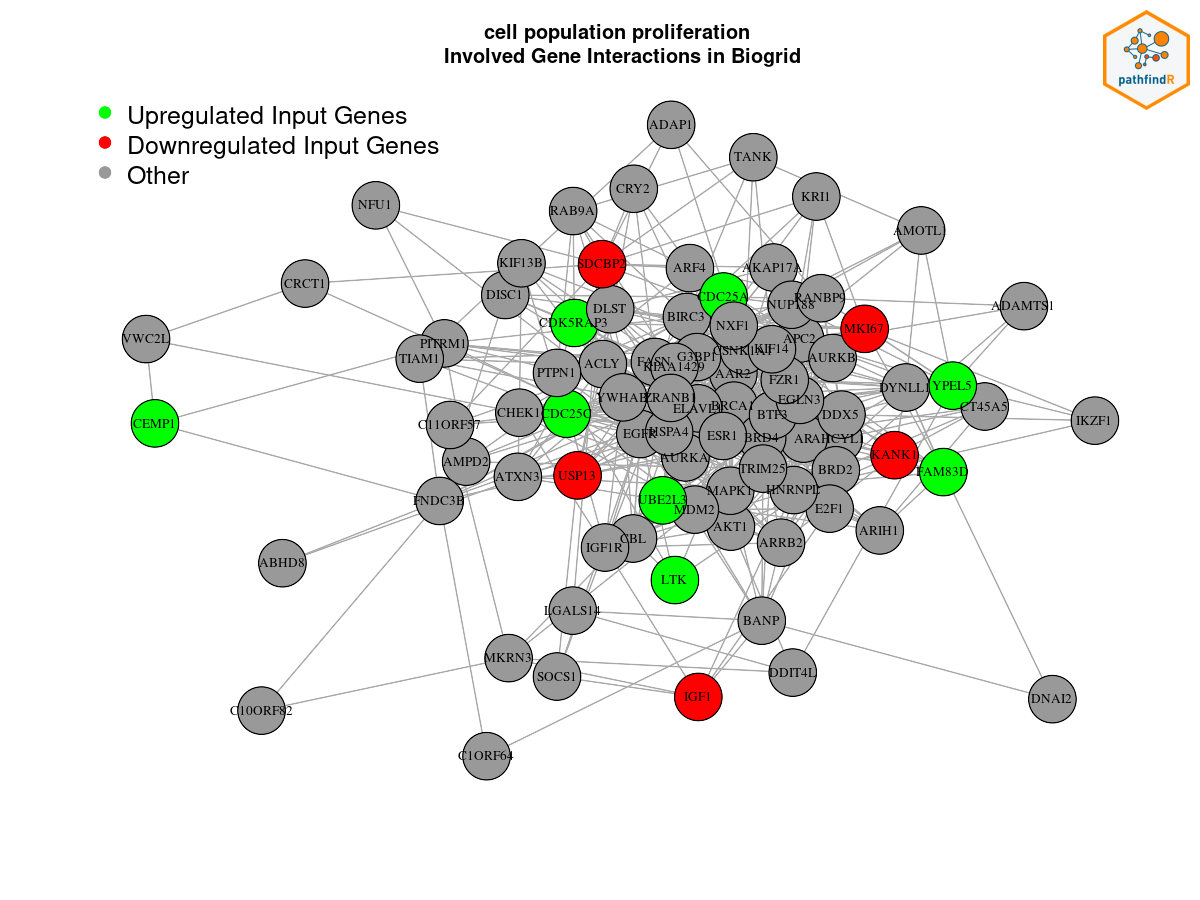 cell population proliferation
Involved Gene Interactions in Biogrid
pathfindR
Upregulated Input Genes
Downregulated Input Genes
Other
ADAP1
TANK
CRY2
KRI1
NFU1
RAB9A
AMOTL1
KIF13B
SDCBP2
ARF4
AKAP17A
CRCT1
DISC1
CDC25A
RANBP9
NUP188
ADAMTS1
DLST
BIRC3
CDK5RAP3
NXF1
MKI67
VWC2L
APC2
PITRM1
KIF14
CSNK1A1
TIAM1
G3BP1
AURKB
ACLY
FASN
KIAA1429
PTPN1
AAR2
FZR1
DYNLL1
YPEL5
YWHAB
ZRANB1
EGLN3
ELAVL1
BRCA1
CT45A5
CHEK1
CDC25C
BTF3
DDX5
IKZF1
CEMP1
C11ORF57
EGFR
HSPA4
ESR1
BRD4
ARAF
AURKA
KANK1
AMPD2
ATXN3
USP13
TRIM25
BRD2
FAM83D
FNDC3B
UBE2L3
MAPK1
HNRNPL
MDM2
E2F1
AKT1
ARIH1
CBL
IGF1R
ARRB2
ABHD8
LTK
LGALS14
BANP
MKRN3
SOCS1
DDIT4L
IGF1
DNAI2
C10ORF82
C1ORF64